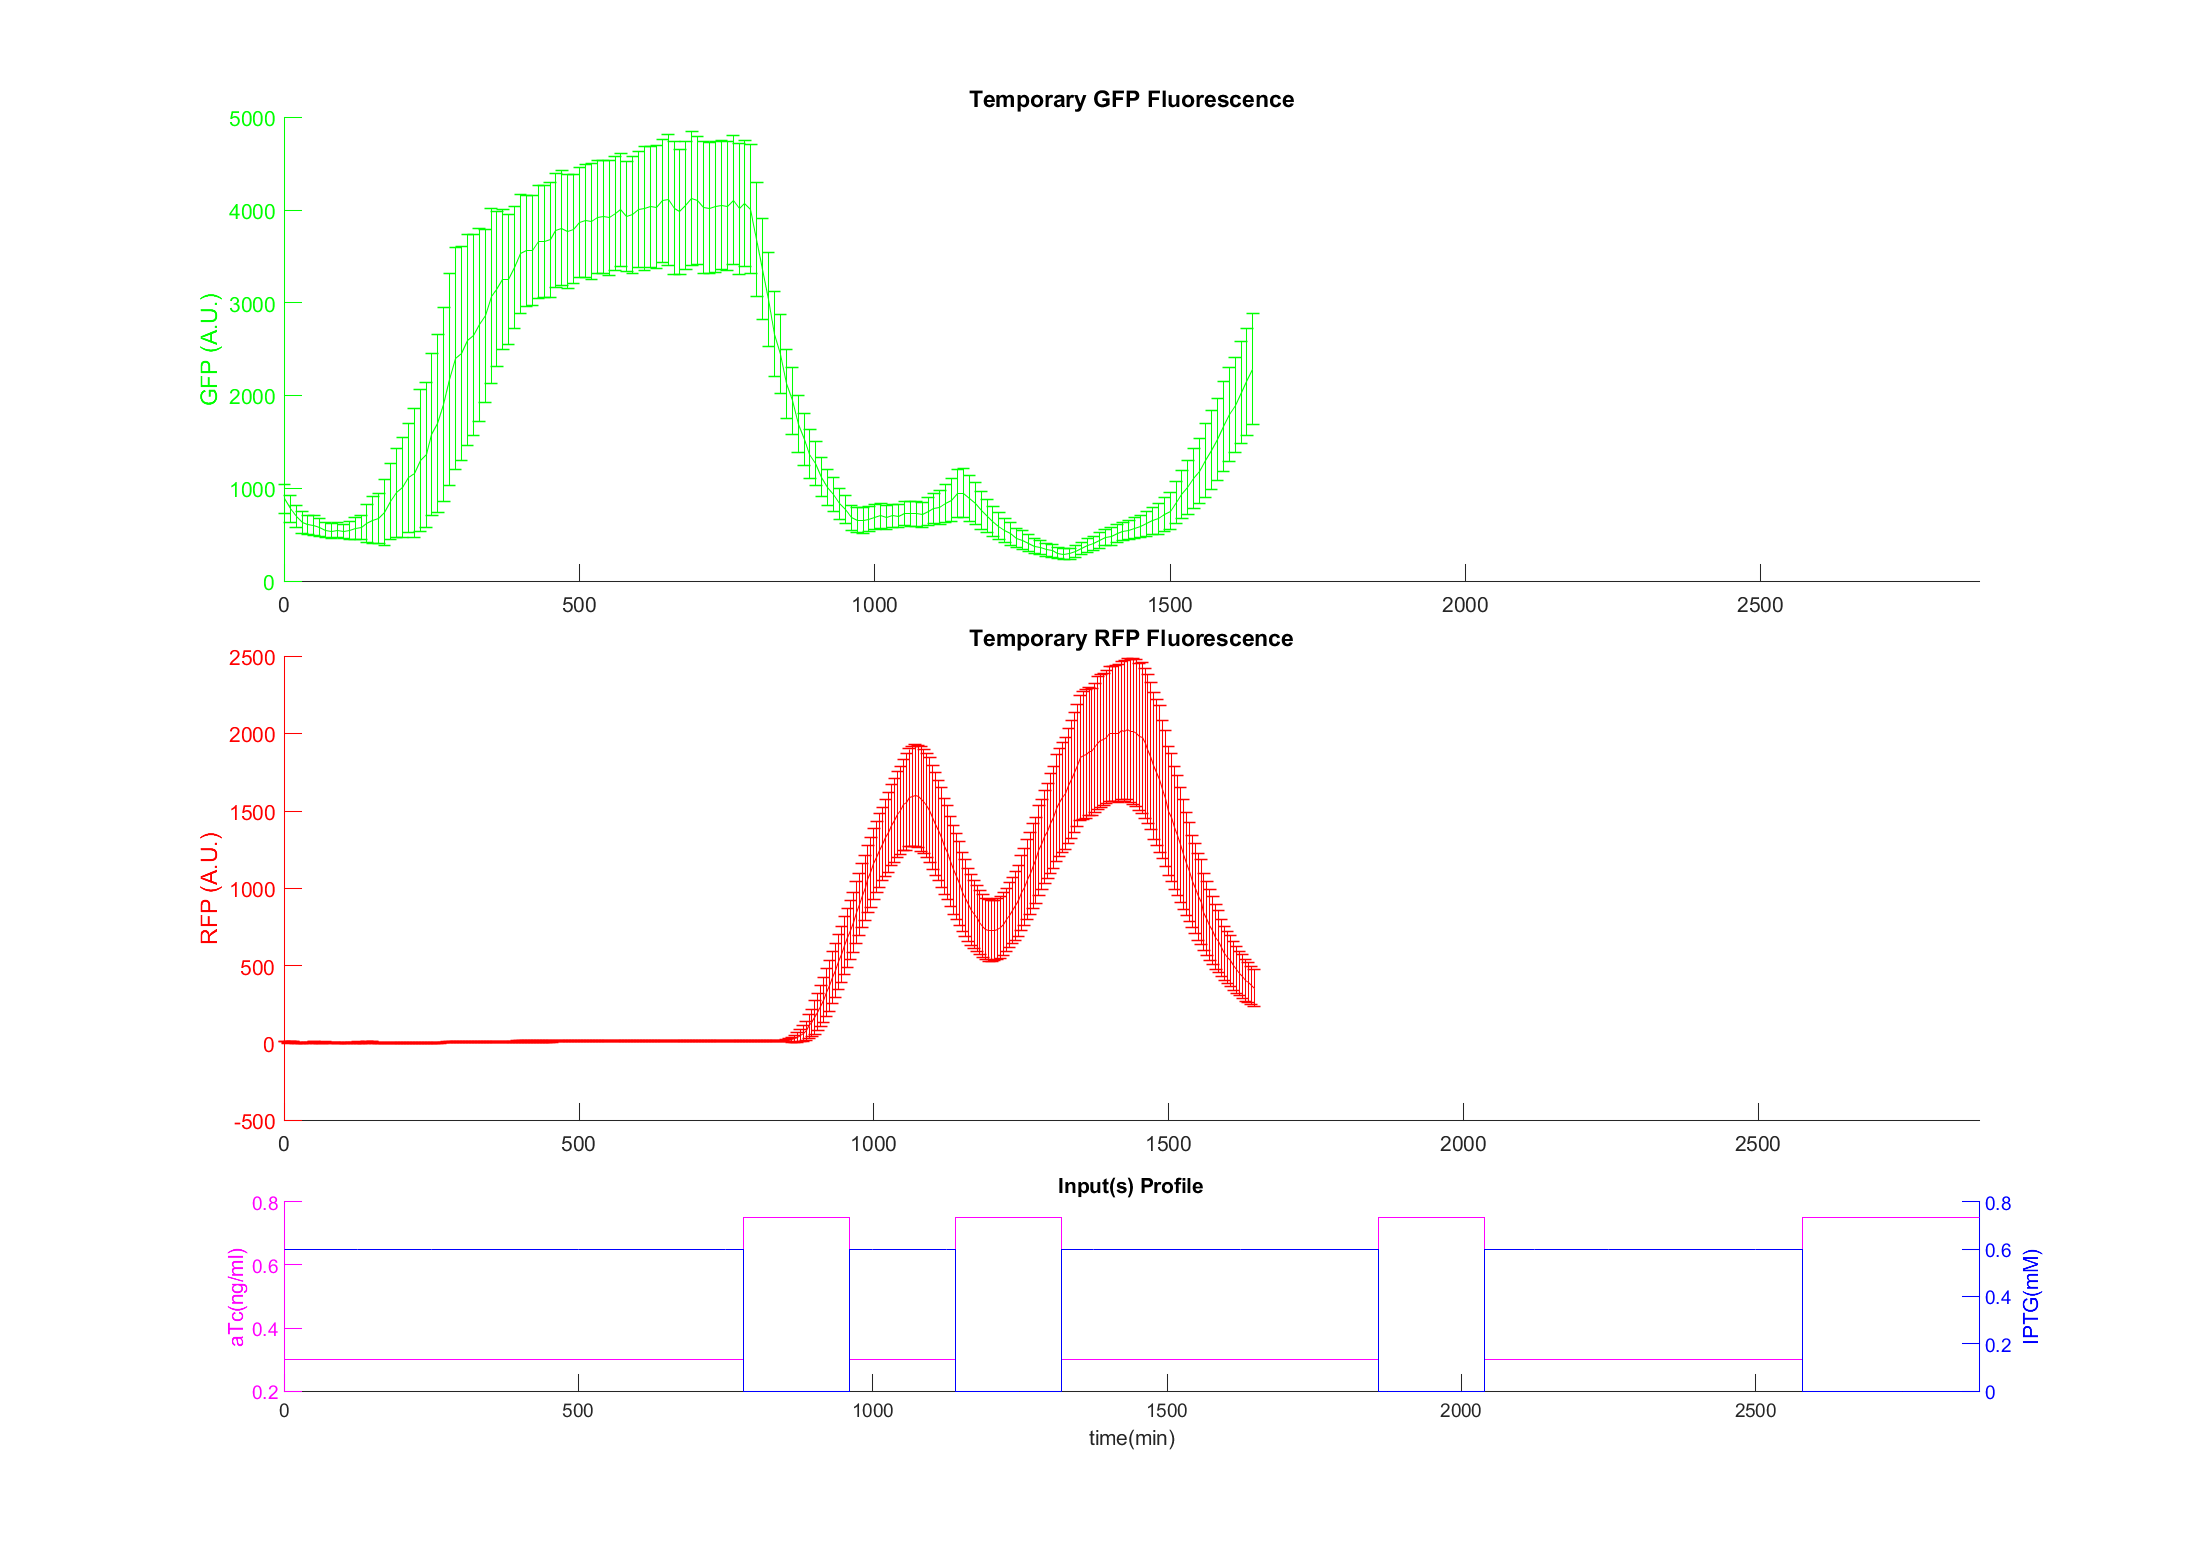 Temporary GFP Fluorescence
5000
4000
3000
2000
1000
0
GFP (A.U.)
0 500 1000 1500 2000 2500
Temporary RFP Fluorescence
2500
2000
1500
1000
500
0
-500
RFP (A.U.)
0 500 1000 1500 2000 2500
Input(s) Profile
0.8
0.6
0.4
0.2
aTc(ng/ml)
0.8
0.6
0.4
0.2
0
IPTG(mM)
0 500 1000 1500 2000 2500
time(min)